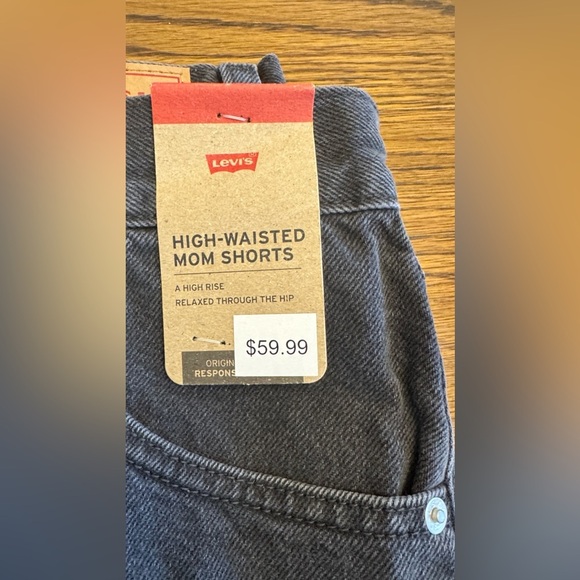 Levi's
HIGH-WAISTED
MOM SHORTS
A HIGH RISE
RELAXED THROUGH THE HIP
$59.99
ORIGIN
RESPONS